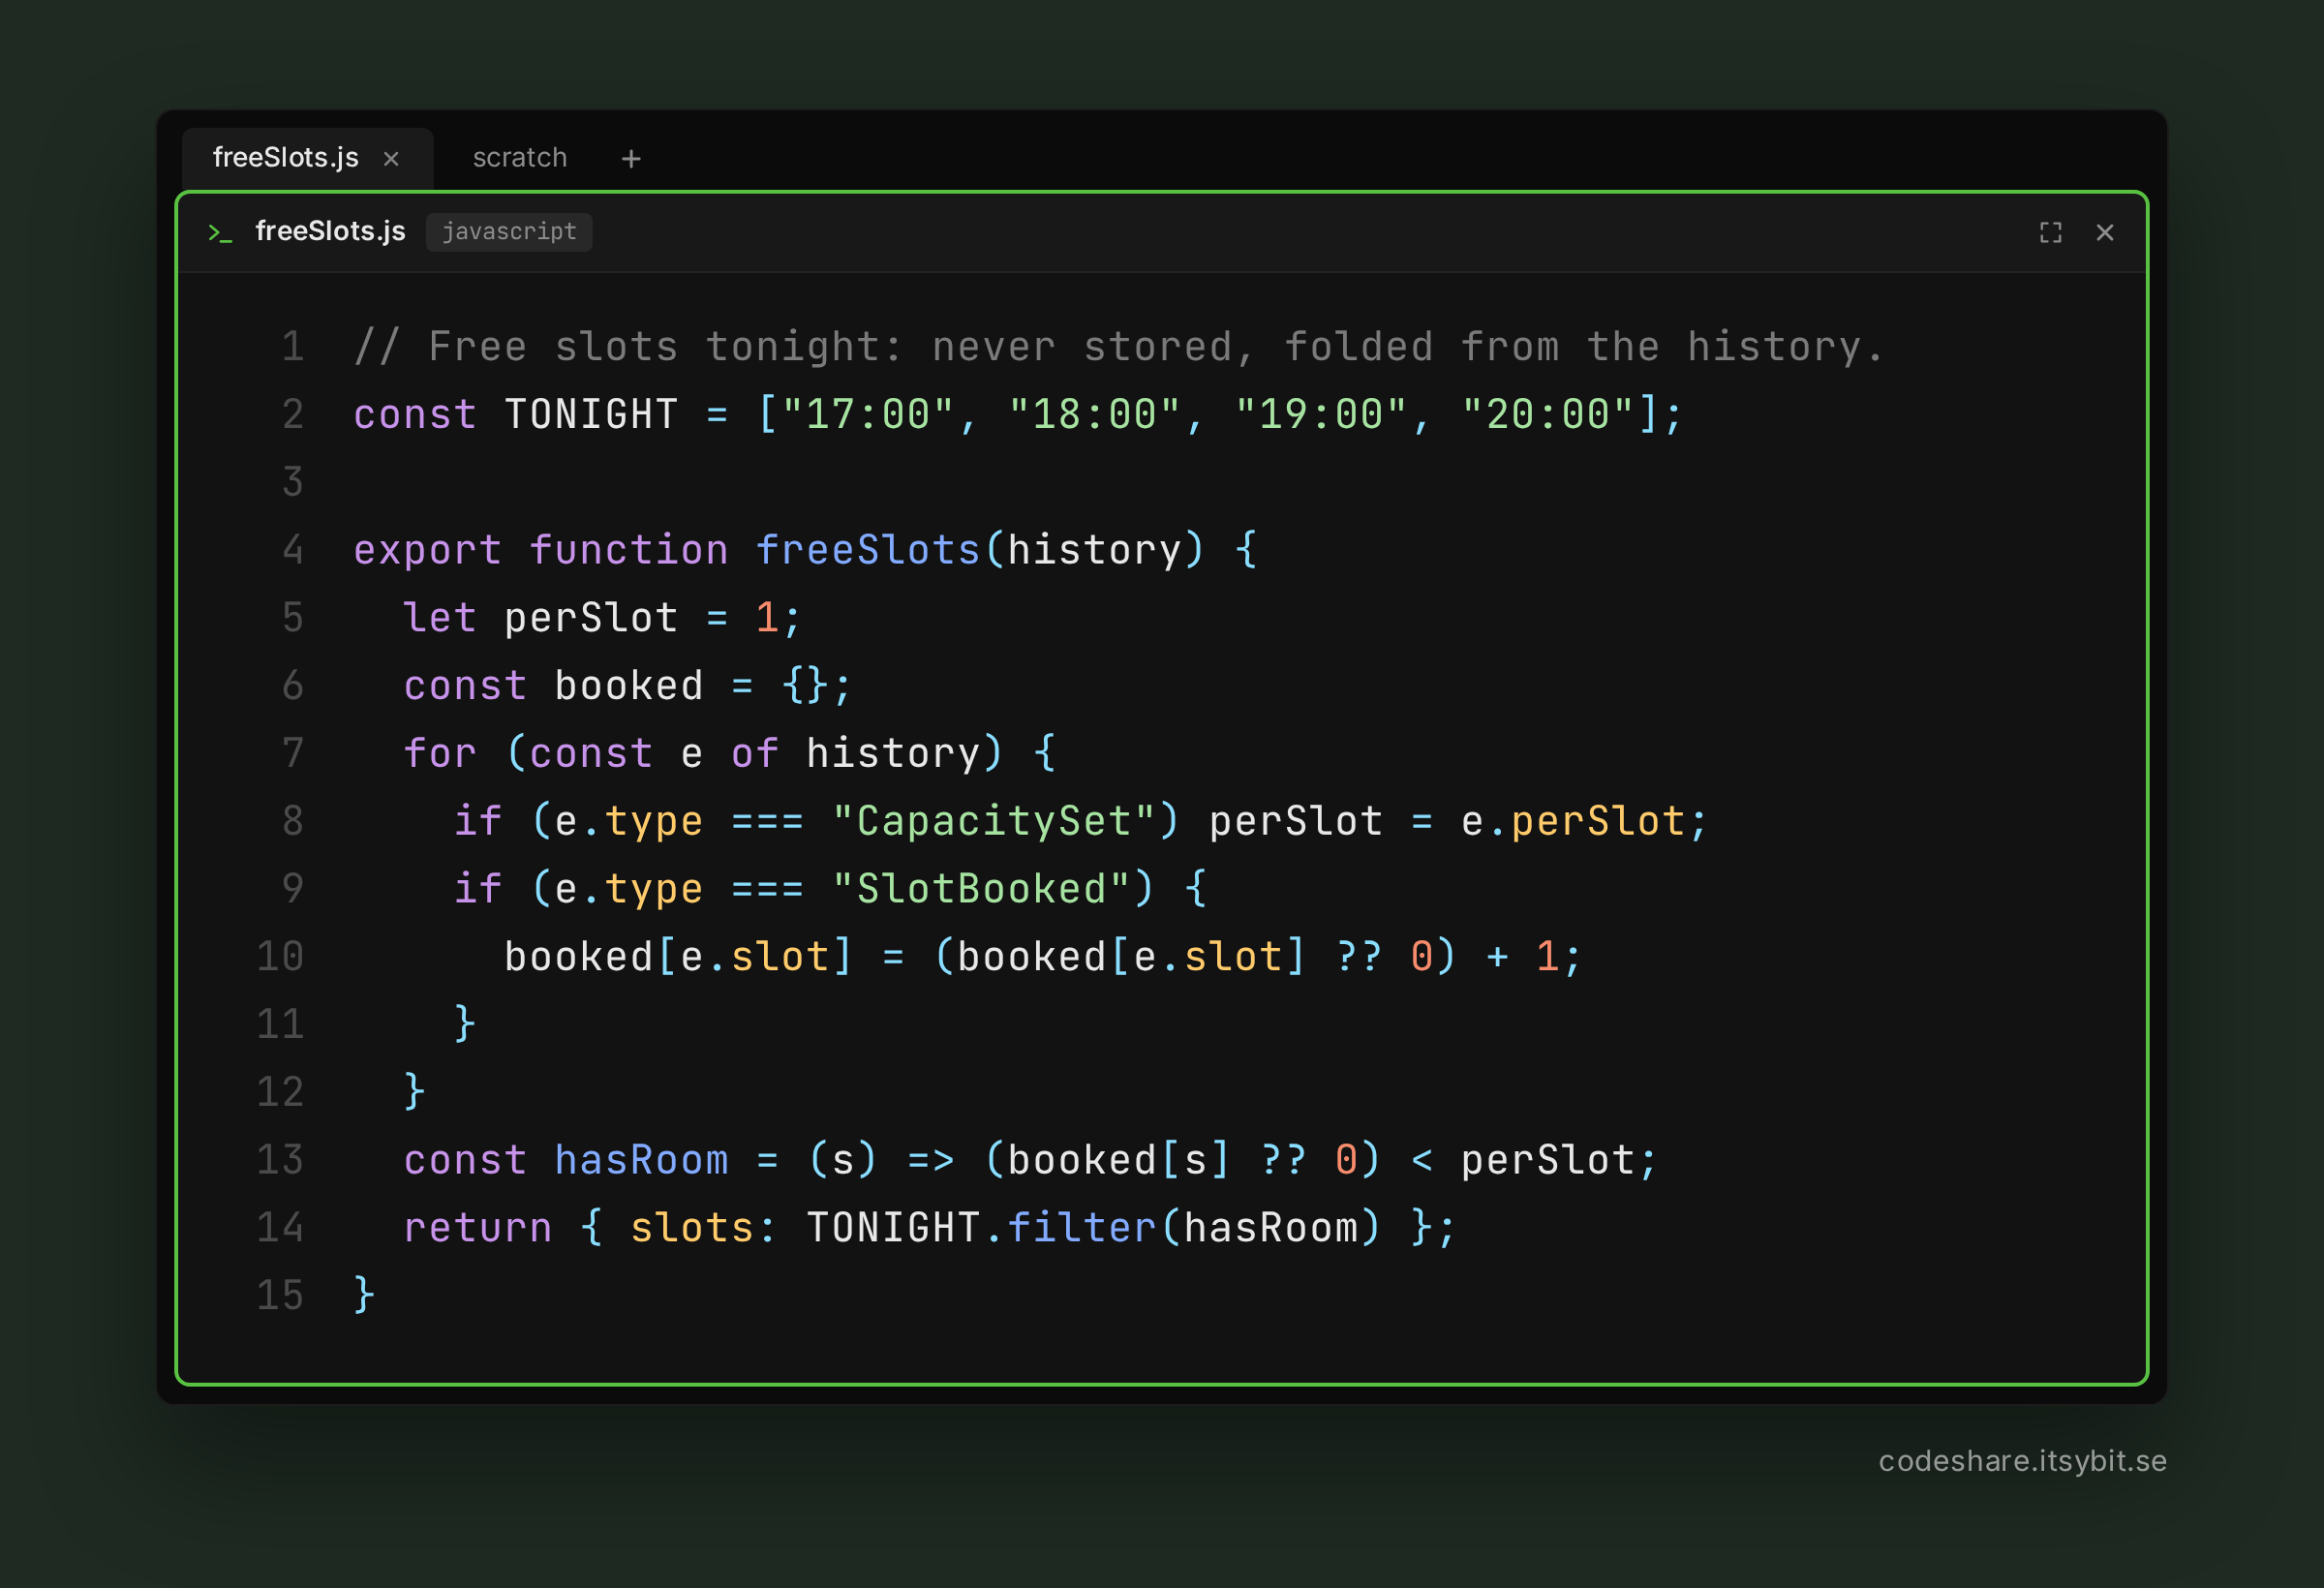 freeSlots.js × scratch +
>_ freeSlots.js javascript ×
1 // Free slots tonight: never stored, folded from the history.
2 const TONIGHT = ["17:00", "18:00", "19:00", "20:00"];
3
4 export function freeSlots(history) {
5   let perSlot = 1;
6   const booked = {};
7   for (const e of history) {
8     if (e.type === "CapacitySet") perSlot = e.perSlot;
9     if (e.type === "SlotBooked") {
10       booked[e.slot] = (booked[e.slot] ?? 0) + 1;
11     }
12   }
13   const hasRoom = (s) => (booked[s] ?? 0) < perSlot;
14   return { slots: TONIGHT.filter(hasRoom) };
15 }
codeshare.itsybit.se